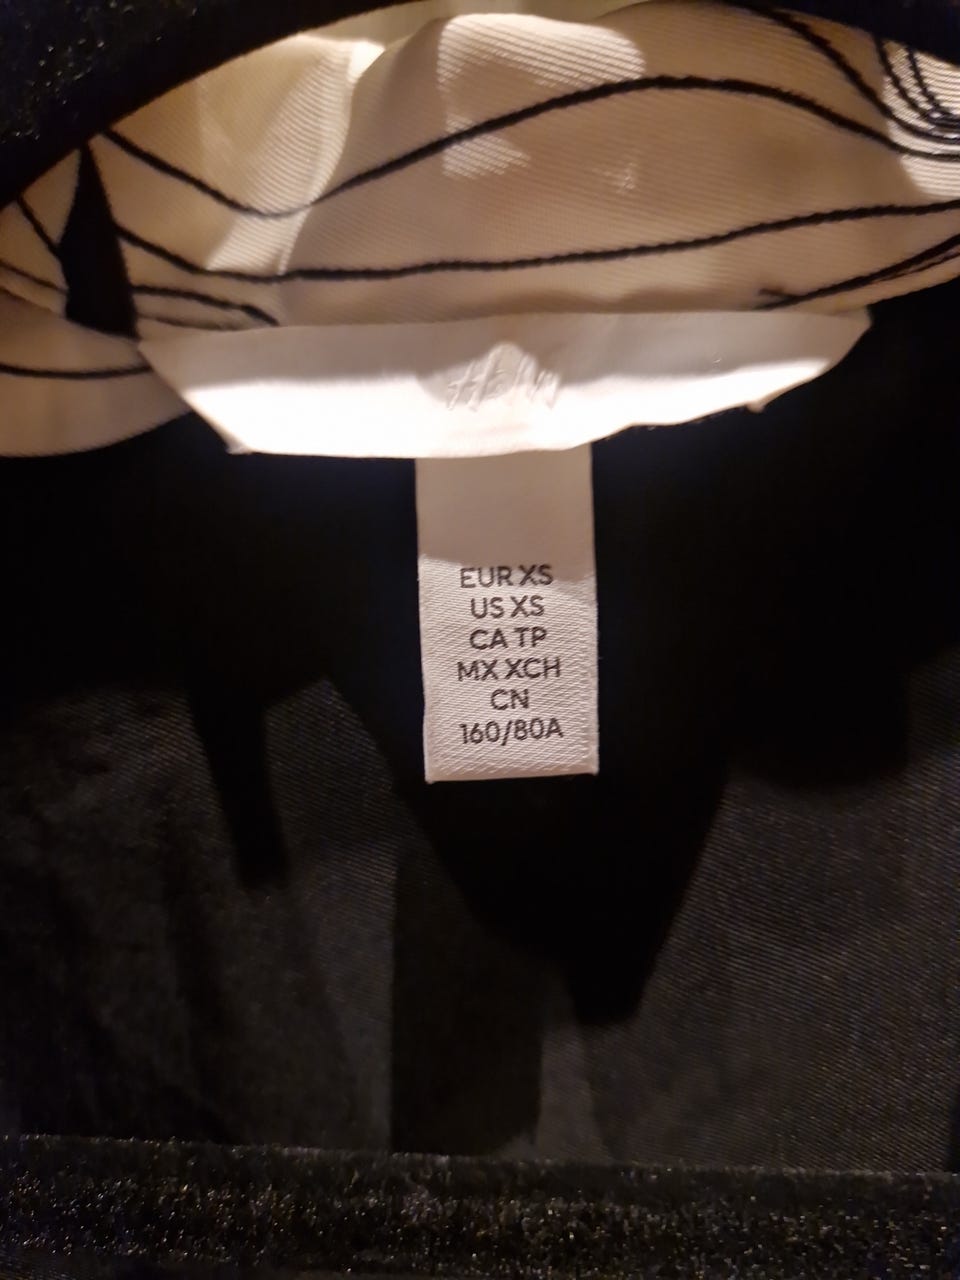 H&M
EUR XS
US XS
CA TP
MX XCH
CN
160/80A